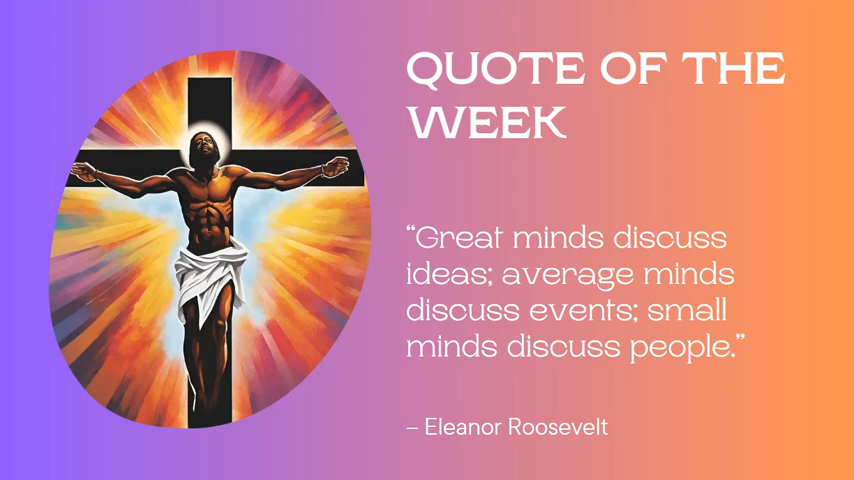 QUOTE OF THE
WEEK
“Great minds discuss
ideas; average minds
discuss events; small
minds discuss people.”
– Eleanor Roosevelt